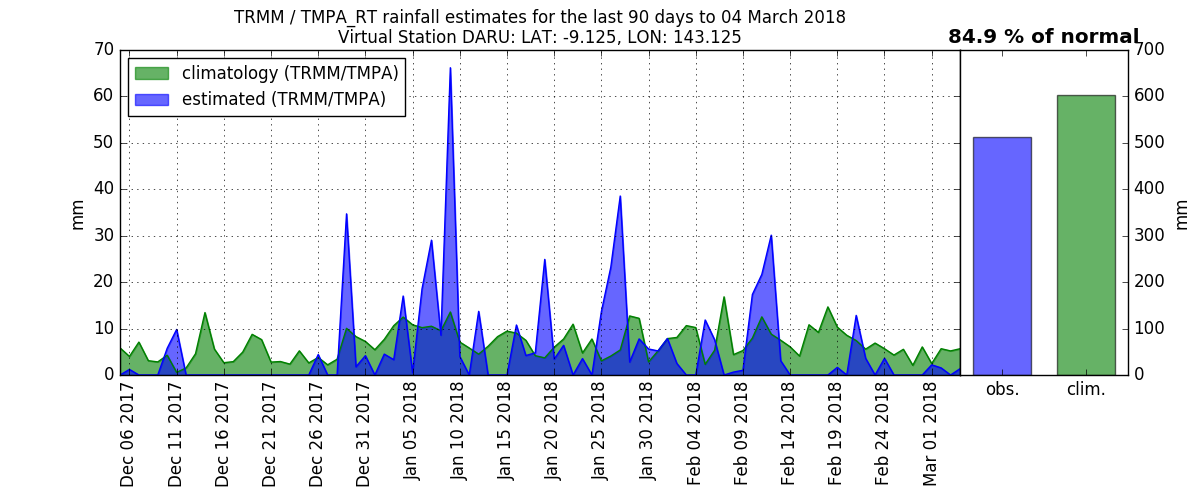 TRMM / TMPA_RT rainfall estimates for the last 90 days to 04 March 2018
Virtual Station DARU: LAT: -9.125, LON: 143.125
84.9 % of normal
climatology (TRMM/TMPA)
estimated (TRMM/TMPA)
70
60
50
40
30
20
10
0
mm
Dec 06 2017
Dec 11 2017
Dec 16 2017
Dec 21 2017
Dec 26 2017
Dec 31 2017
Jan 05 2018
Jan 10 2018
Jan 15 2018
Jan 20 2018
Jan 25 2018
Jan 30 2018
Feb 04 2018
Feb 09 2018
Feb 14 2018
Feb 19 2018
Feb 24 2018
Mar 01 2018
obs.
clim.
700
600
500
400
300
200
100
0
mm